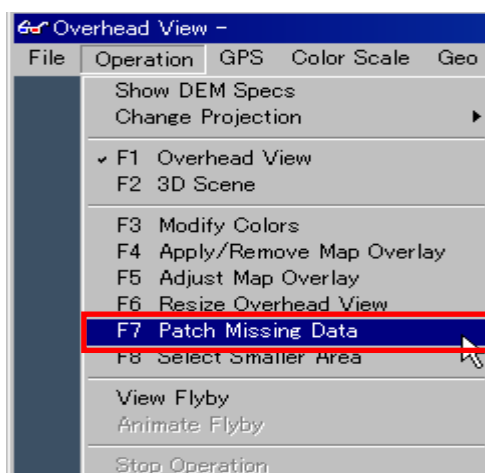 Overhead View -
File Operation GPS Color Scale Geo
Show DEM Specs
Change Projection
F1 Overhead View
F2 3D Scene
F3 Modify Colors
F4 Apply/Remove Map Overlay
F5 Adjust Map Overlay
F6 Resize Overhead View
F7 Patch Missing Data
F8 Select Smaller Area
View Flyby
Animate Flyby
Stop Operation